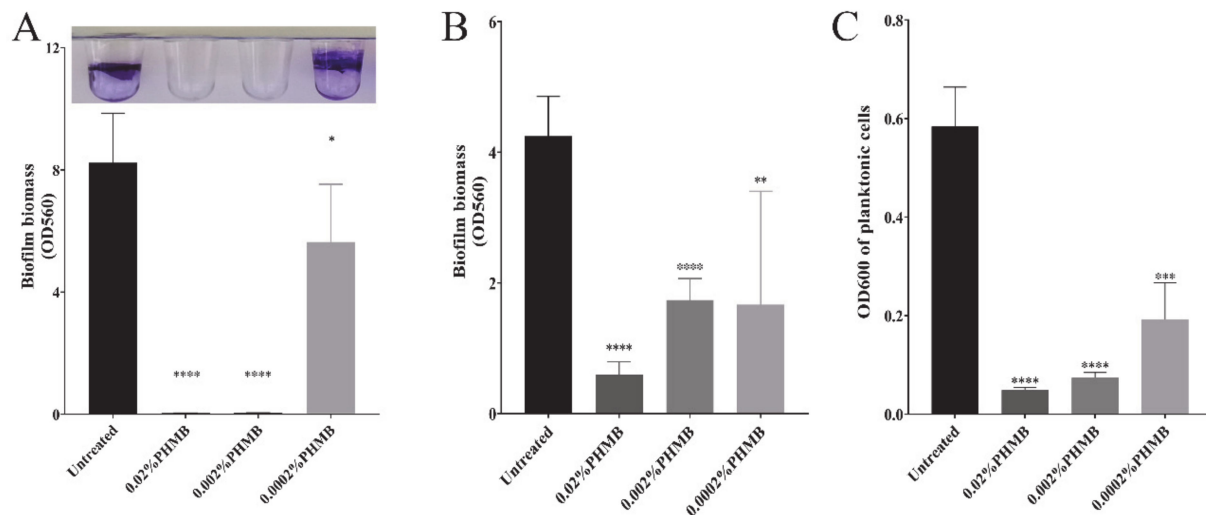 A
Biofilm biomass
(OD560)
12
8
4
0
*
****
****
Untreated
0.02%PHMB
0.002%PHMB
0.0002%PHMB
B
Biofilm biomass
(OD560)
6
4
2
0
****
****
**
Untreated
0.02%PHMB
0.002%PHMB
0.0002%PHMB
C
OD600 of planktonic cells
0.8
0.6
0.4
0.2
0.0
****
****
***
Untreated
0.02%PHMB
0.002%PHMB
0.0002%PHMB